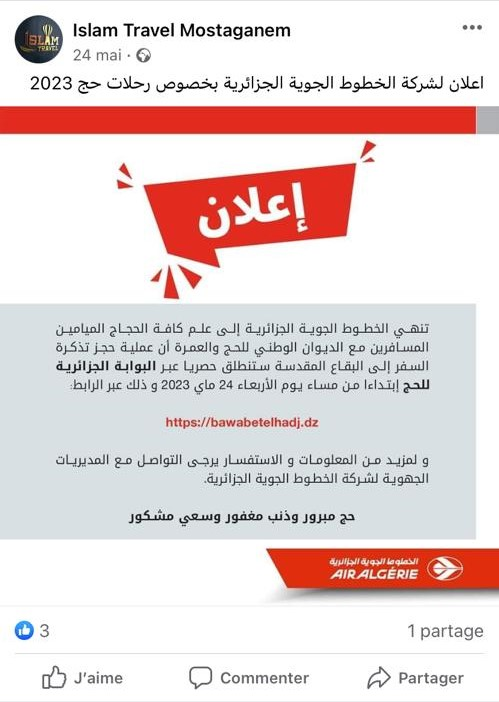 ISLAM
TRAVEL
Islam Travel Mostaganem
24 mai ·
اعلان لشركة الخطوط الجوية الجزائرية بخصوص رحلات حج 2023
إعلان
تنهي الخطوط الجوية الجزائرية إلى علم كافة الحجاج الميامين
المسافرين مع الديوان الوطني للحج والعمرة أن عملية حجز تذكرة
السفر إلى البقاع المقدسة ستنطلق حصريا عبر البوابة الجزائرية
للحج إبتداءا من مساء يوم الأربعاء 24 ماي 2023 و ذلك عبر الرابط:
https://bawabetelhadj.dz
و لمزيد من المعلومات و الاستفسار يرجى التواصل مع المديريات
الجهوية لشركة الخطوط الجوية الجزائرية.
حج مبرور وذنب مغفور وسعي مشكور
الخطوط الجوية الجزائرية
AIR ALGÉRIE
3
1 partage
J'aime
Commenter
Partager